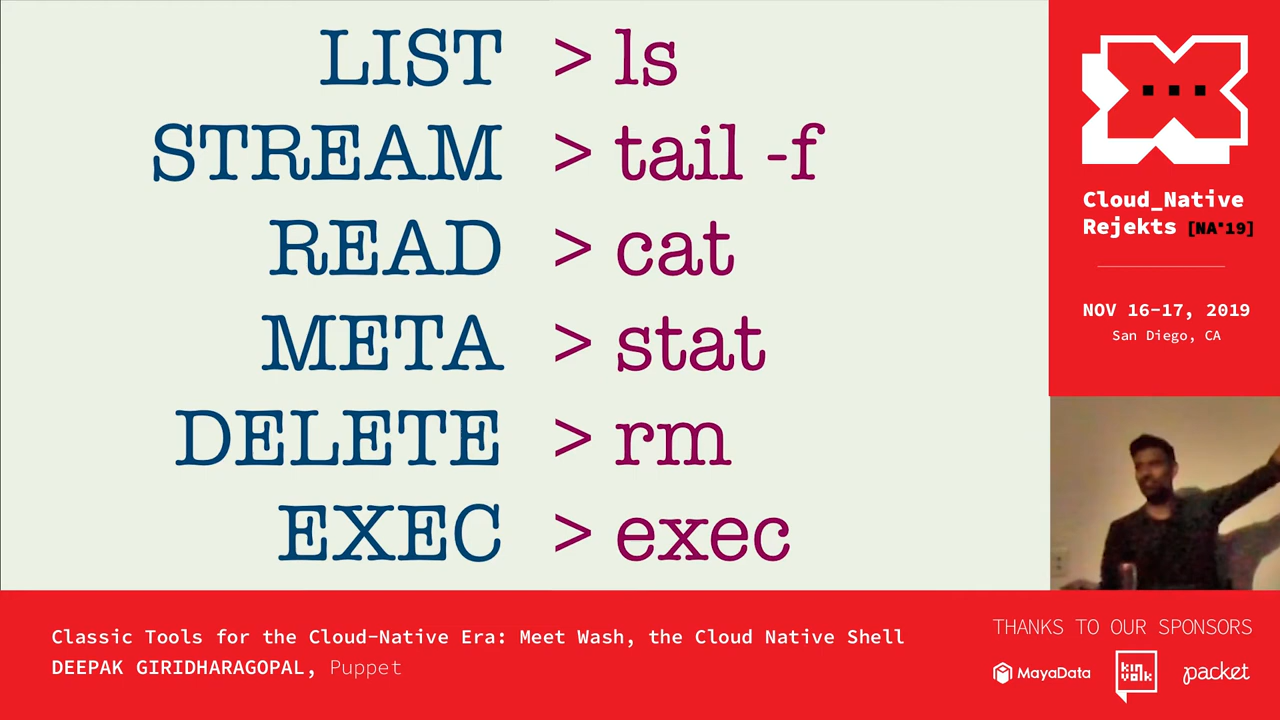 LIST > ls
STREAM > tail -f
READ > cat
META > stat
DELETE > rm
EXEC > exec
Cloud_Native
Rejekts [NA'19]
NOV 16-17, 2019
San Diego, CA
Classic Tools for the Cloud-Native Era: Meet Wash, the Cloud Native Shell
DEEPAK GIRIDHARAGOPAL, Puppet
THANKS TO OUR SPONSORS
MayaData
kinvolk
packet